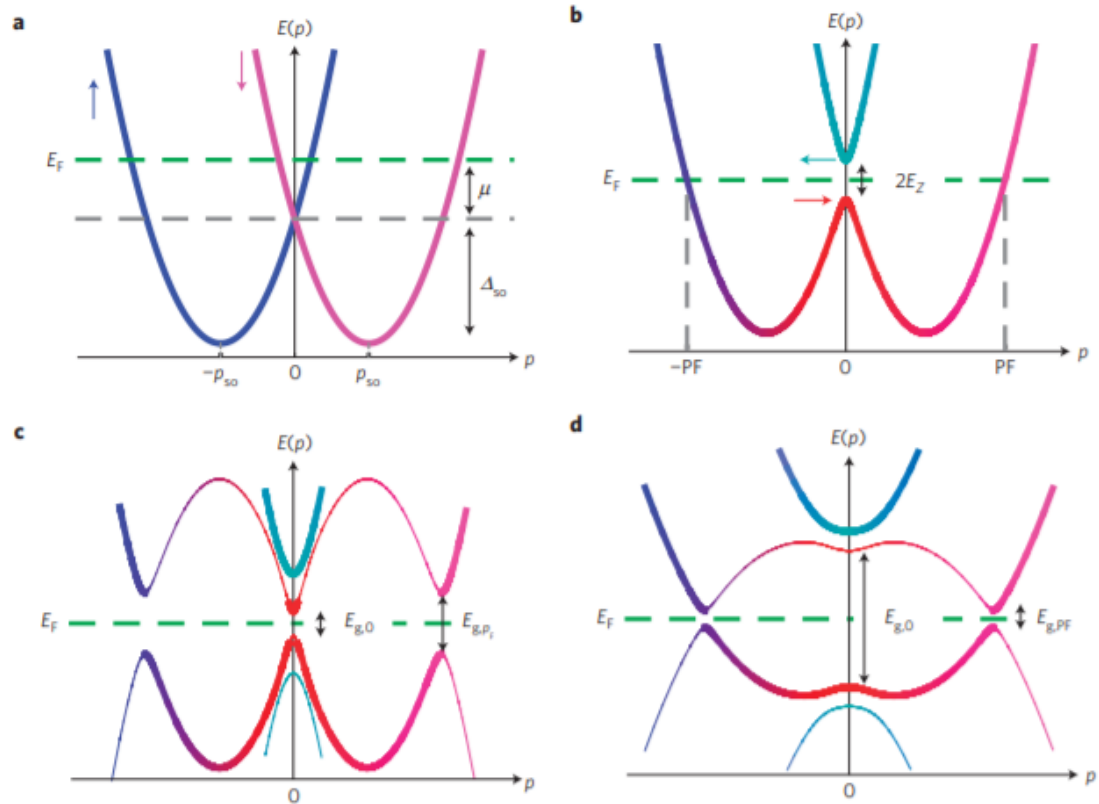 a
E(p)
E_F
μ
Δ_so
−p_so
0
p_so
p
b
E(p)
E_F
2E_Z
−PF
0
PF
p
c
E(p)
E_F
E_g,0
E_g,p_F
0
p
d
E(p)
E_F
E_g,0
E_g,PF
0
p